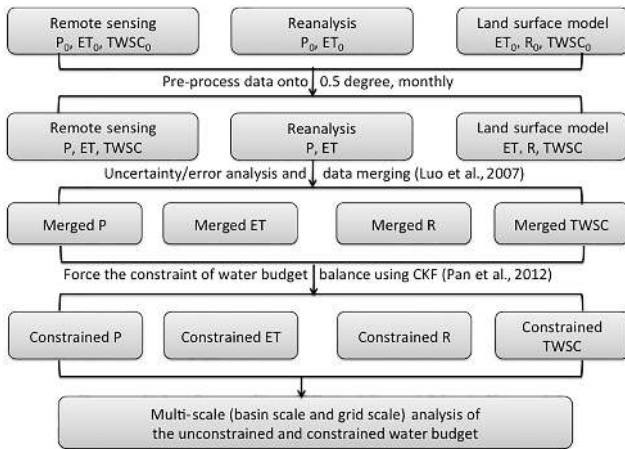 Remote sensing
P₀, ET₀, TWSC₀
Reanalysis
P₀, ET₀
Land surface model
ET₀, R₀, TWSC₀
Pre-process data onto 0.5 degree, monthly
Remote sensing
P, ET, TWSC
Reanalysis
P, ET
Land surface model
ET, R, TWSC
Uncertainty/error analysis and data merging (Luo et al., 2007)
Merged P
Merged ET
Merged R
Merged TWSC
Force the constraint of water budget balance using CKF (Pan et al., 2012)
Constrained P
Constrained ET
Constrained R
Constrained
TWSC
Multi-scale (basin scale and grid scale) analysis of
the unconstrained and constrained water budget